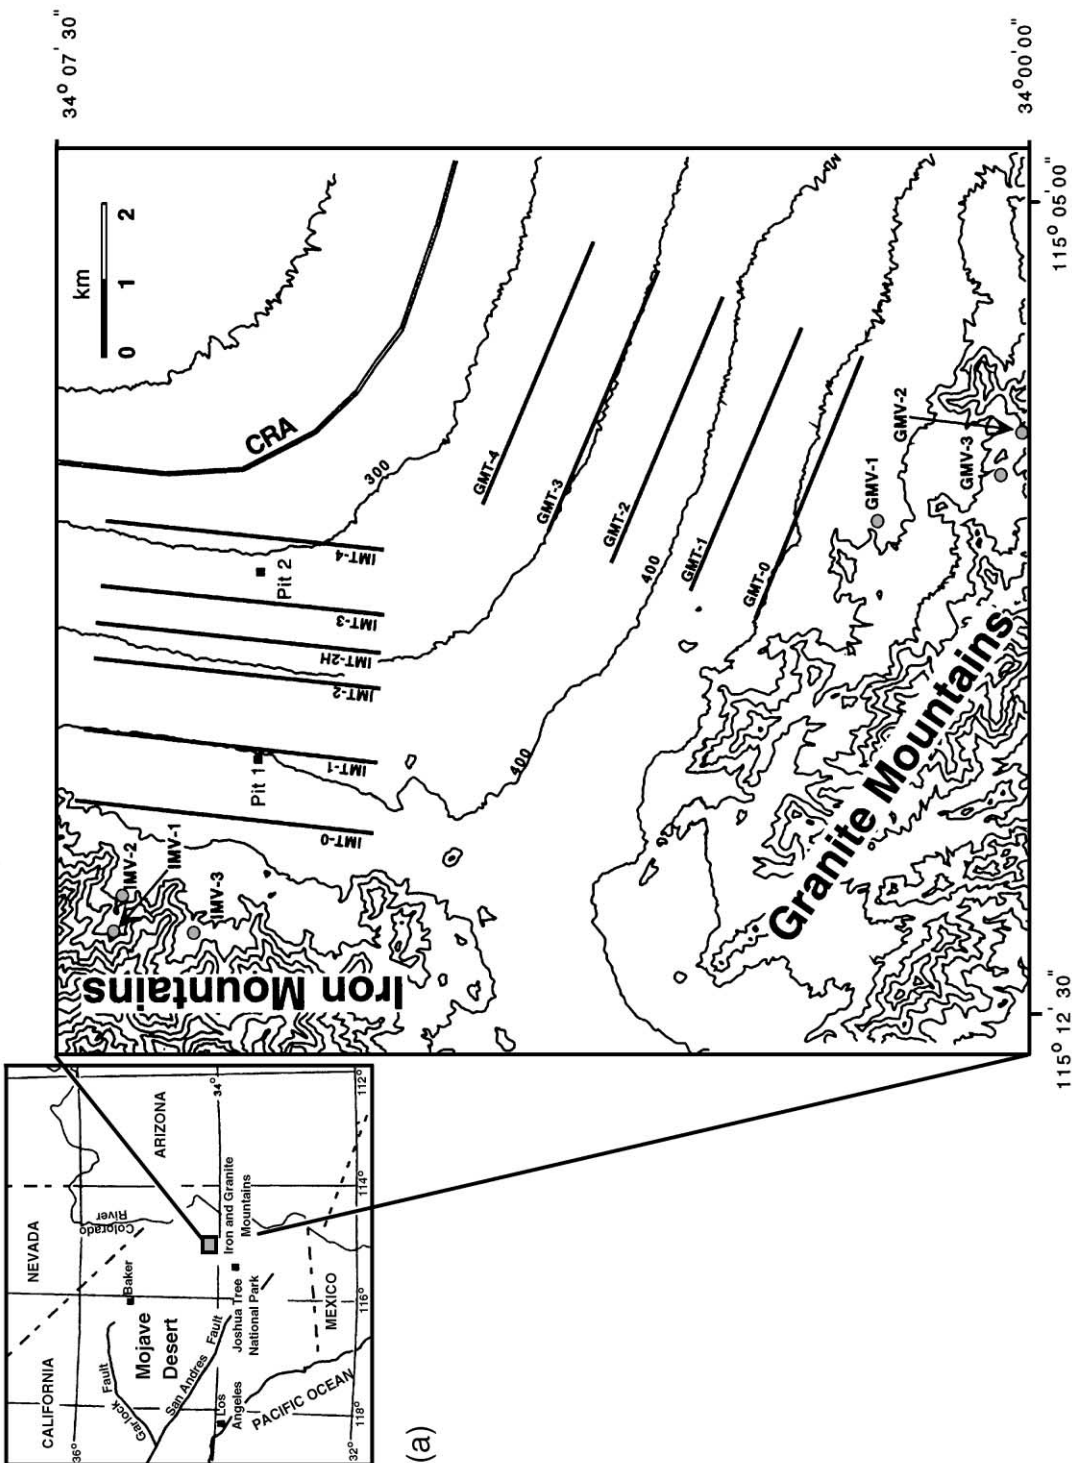 CALIFORNIA
NEVADA
ARIZONA
36°
34°
32°
118°
116°
114°
112°
Garlock
Fault
Mojave
Desert
Baker
Colorado
River
San Andres Fault
Los
Angeles
Joshua Tree
National Park
Iron and Granite
Mountains
MEXICO
PACIFIC OCEAN
(a)
34° 07' 30"
34° 00' 00"
115° 12' 30"
115° 05' 00"
km
0 1 2
Iron Mountains
IMV-2
IMV-1
IMV-3
IMT-0
IMT-1
IMT-2
IMT-2H
IMT-3
IMT-4
Pit 1
Pit 2
CRA
300
400
400
GMT-4
GMT-3
GMT-2
GMT-1
GMT-0
GMV-1
GMV-2
GMV-3
Granite Mountains